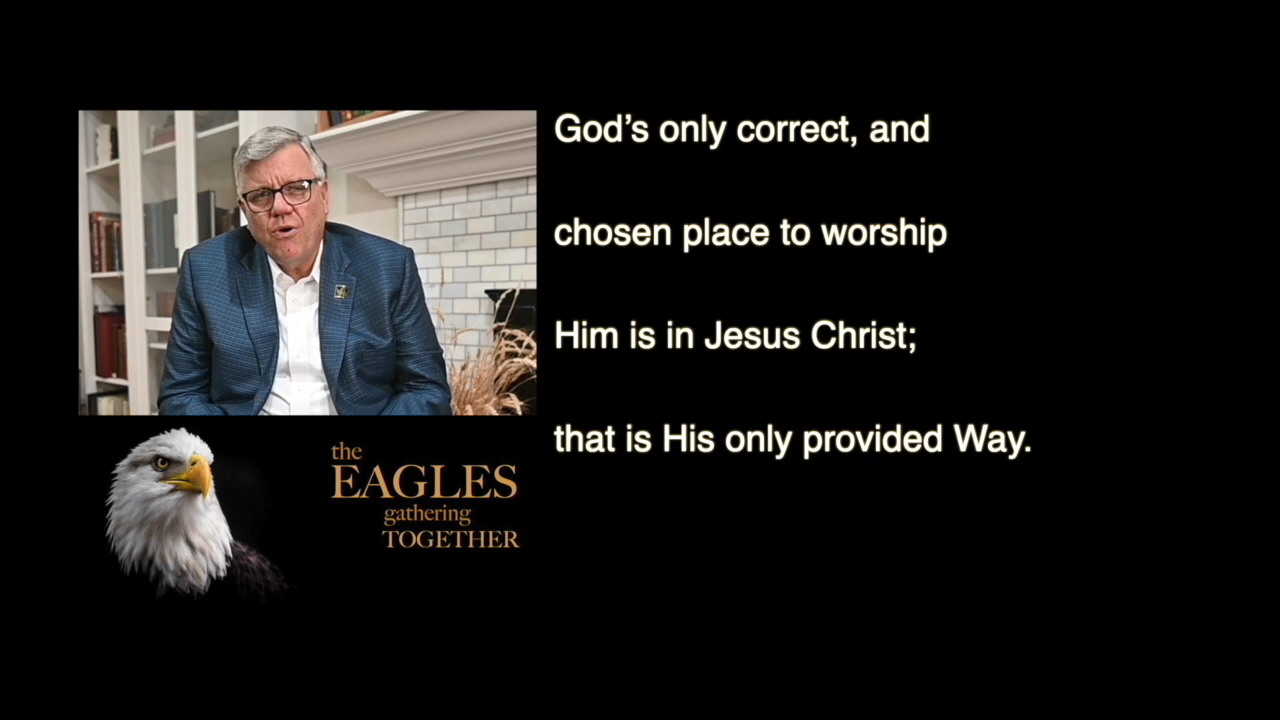 God’s only correct, and
chosen place to worship
Him is in Jesus Christ;
that is His only provided Way.
the
EAGLES
gathering
TOGETHER